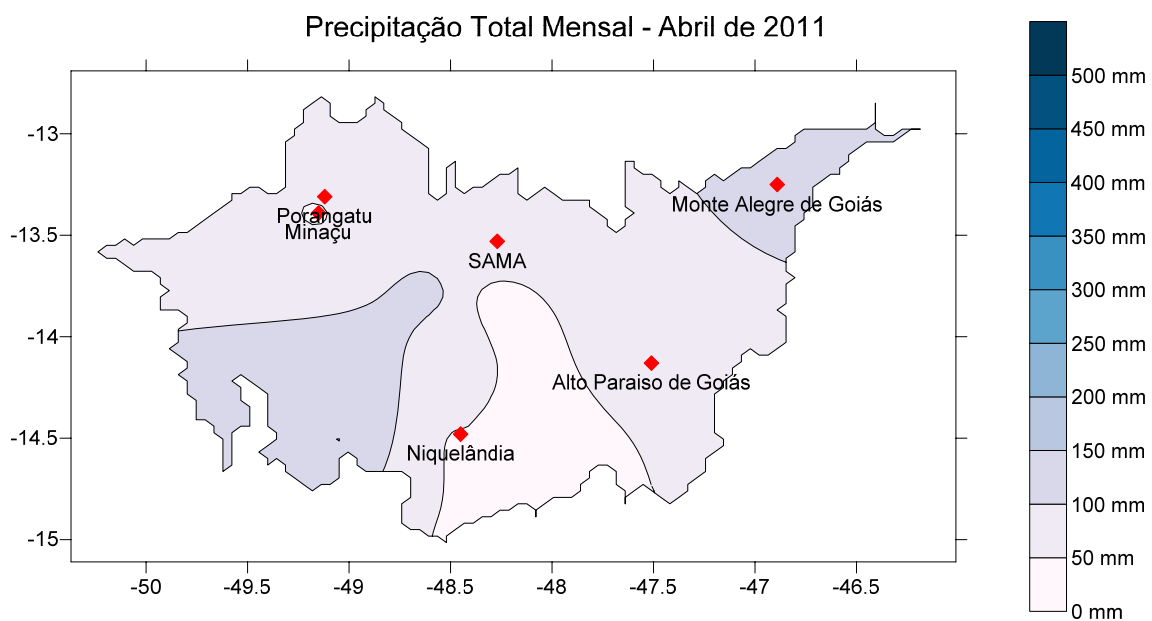 Precipitação Total Mensal - Abril de 2011
-13
-13.5
-14
-14.5
-15
-50
-49.5
-49
-48.5
-48
-47.5
-47
-46.5
Porangatu
Minaçu
SAMA
Monte Alegre de Goiás
Alto Paraiso de Goiás
Niquelândia
500 mm
450 mm
400 mm
350 mm
300 mm
250 mm
200 mm
150 mm
100 mm
50 mm
0 mm